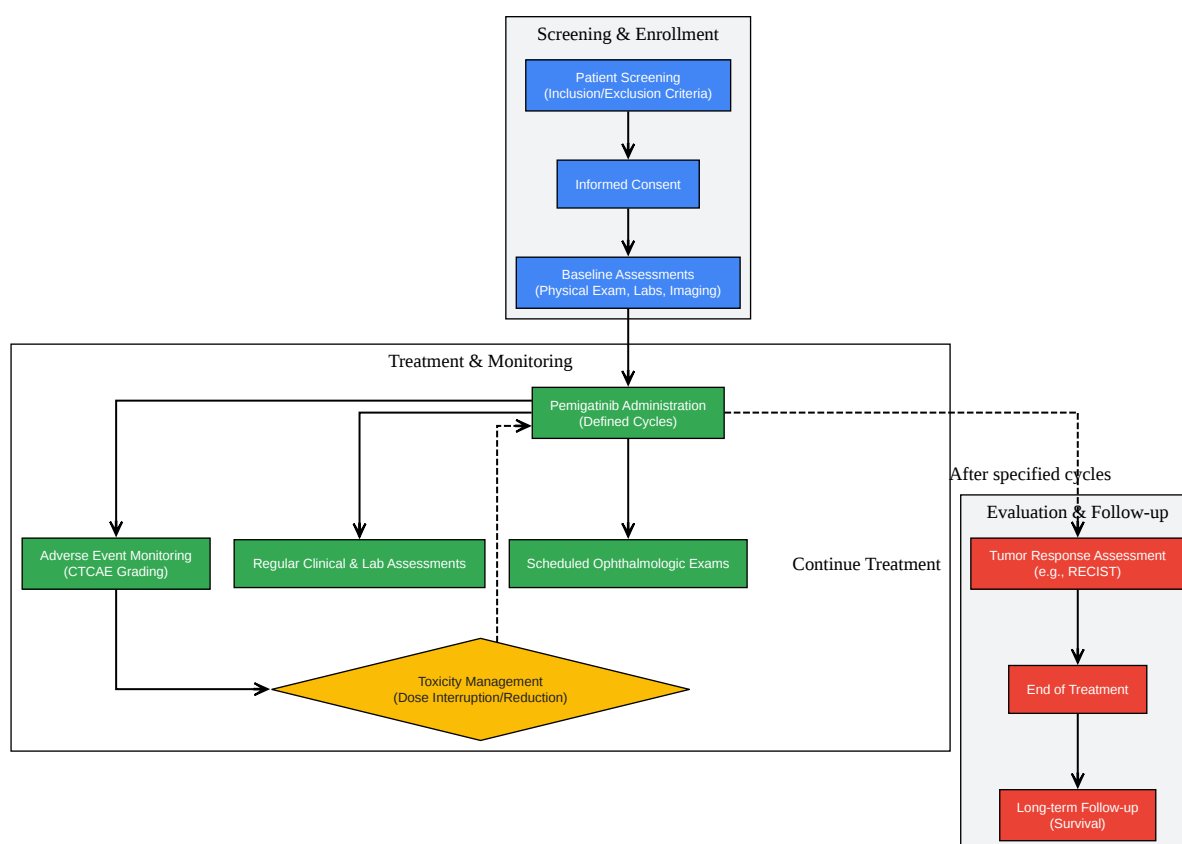 Screening & Enrollment
Patient Screening
(Inclusion/Exclusion Criteria)
Informed Consent
Baseline Assessments
(Physical Exam, Labs, Imaging)
Treatment & Monitoring
Pemigatinib Administration
(Defined Cycles)
After specified cycles
Evaluation & Follow-up
Adverse Event Monitoring
(CTCAE Grading)
Regular Clinical & Lab Assessments
Scheduled Ophthalmologic Exams
Continue Treatment
Tumor Response Assessment
(e.g., RECIST)
Toxicity Management
(Dose Interruption/Reduction)
End of Treatment
Long-term Follow-up
(Survival)